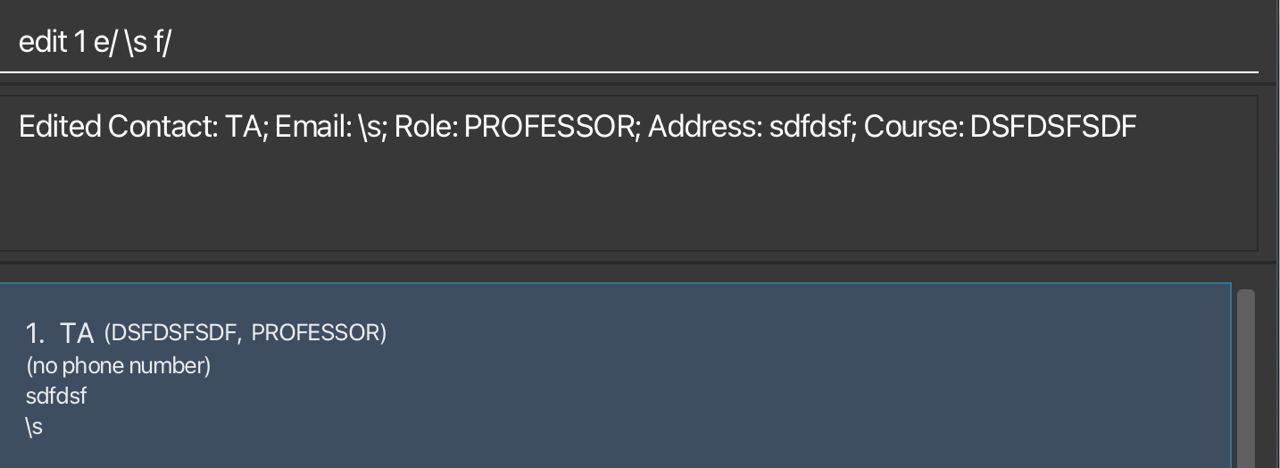 edit 1 e/ \s f/
Edited Contact: TA; Email: \s; Role: PROFESSOR; Address: sdfdsf; Course: DSFDSFSDF
1. TA (DSFDSFSDF, PROFESSOR)
(no phone number)
sdfdsf
\s